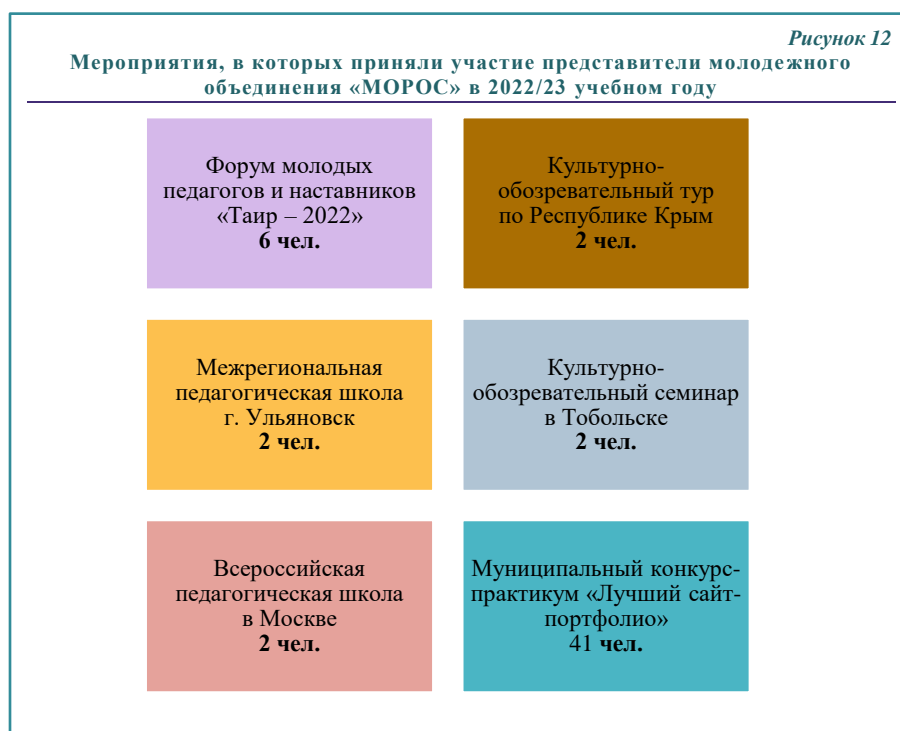 Рисунок 12
Мероприятия, в которых приняли участие представители молодежного
объединения «МОРОС» в 2022/23 учебном году
Форум молодых
педагогов и наставников
«Таир – 2022»
6 чел.
Культурно-
обозревательный тур
по Республике Крым
2 чел.
Межрегиональная
педагогическая школа
г. Ульяновск
2 чел.
Культурно-
обозревательный семинар
в Тобольске
2 чел.
Всероссийская
педагогическая школа
в Москве
2 чел.
Муниципальный конкурс-
практикум «Лучший сайт-
портфолио»
41 чел.